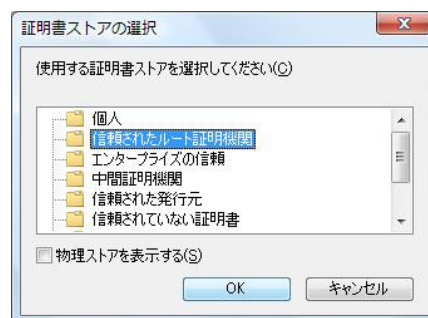 証明書ストアの選択
使用する証明書ストアを選択してください(C)
個人
信頼されたルート証明機関
エンタープライズの信頼
中間証明機関
信頼された発行元
信頼されていない証明書
物理ストアを表示する(S)
OK
キャンセル